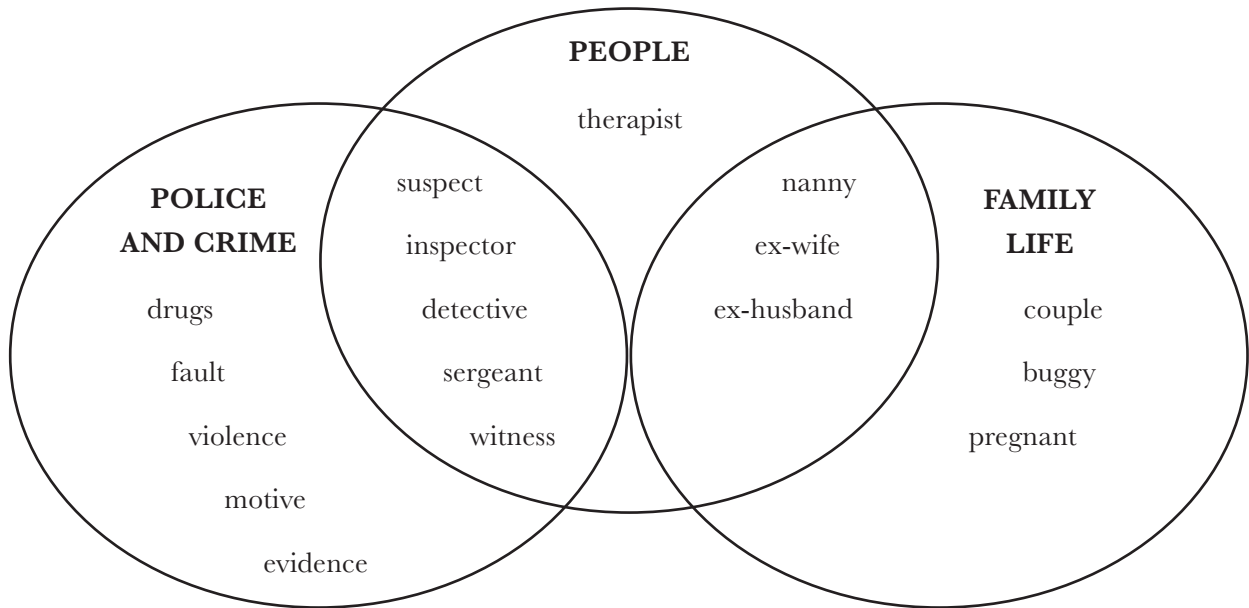 PEOPLE
therapist
POLICE
AND CRIME
drugs
fault
violence
motive
evidence
suspect
inspector
detective
sergeant
witness
nanny
ex-wife
ex-husband
FAMILY
LIFE
couple
buggy
pregnant